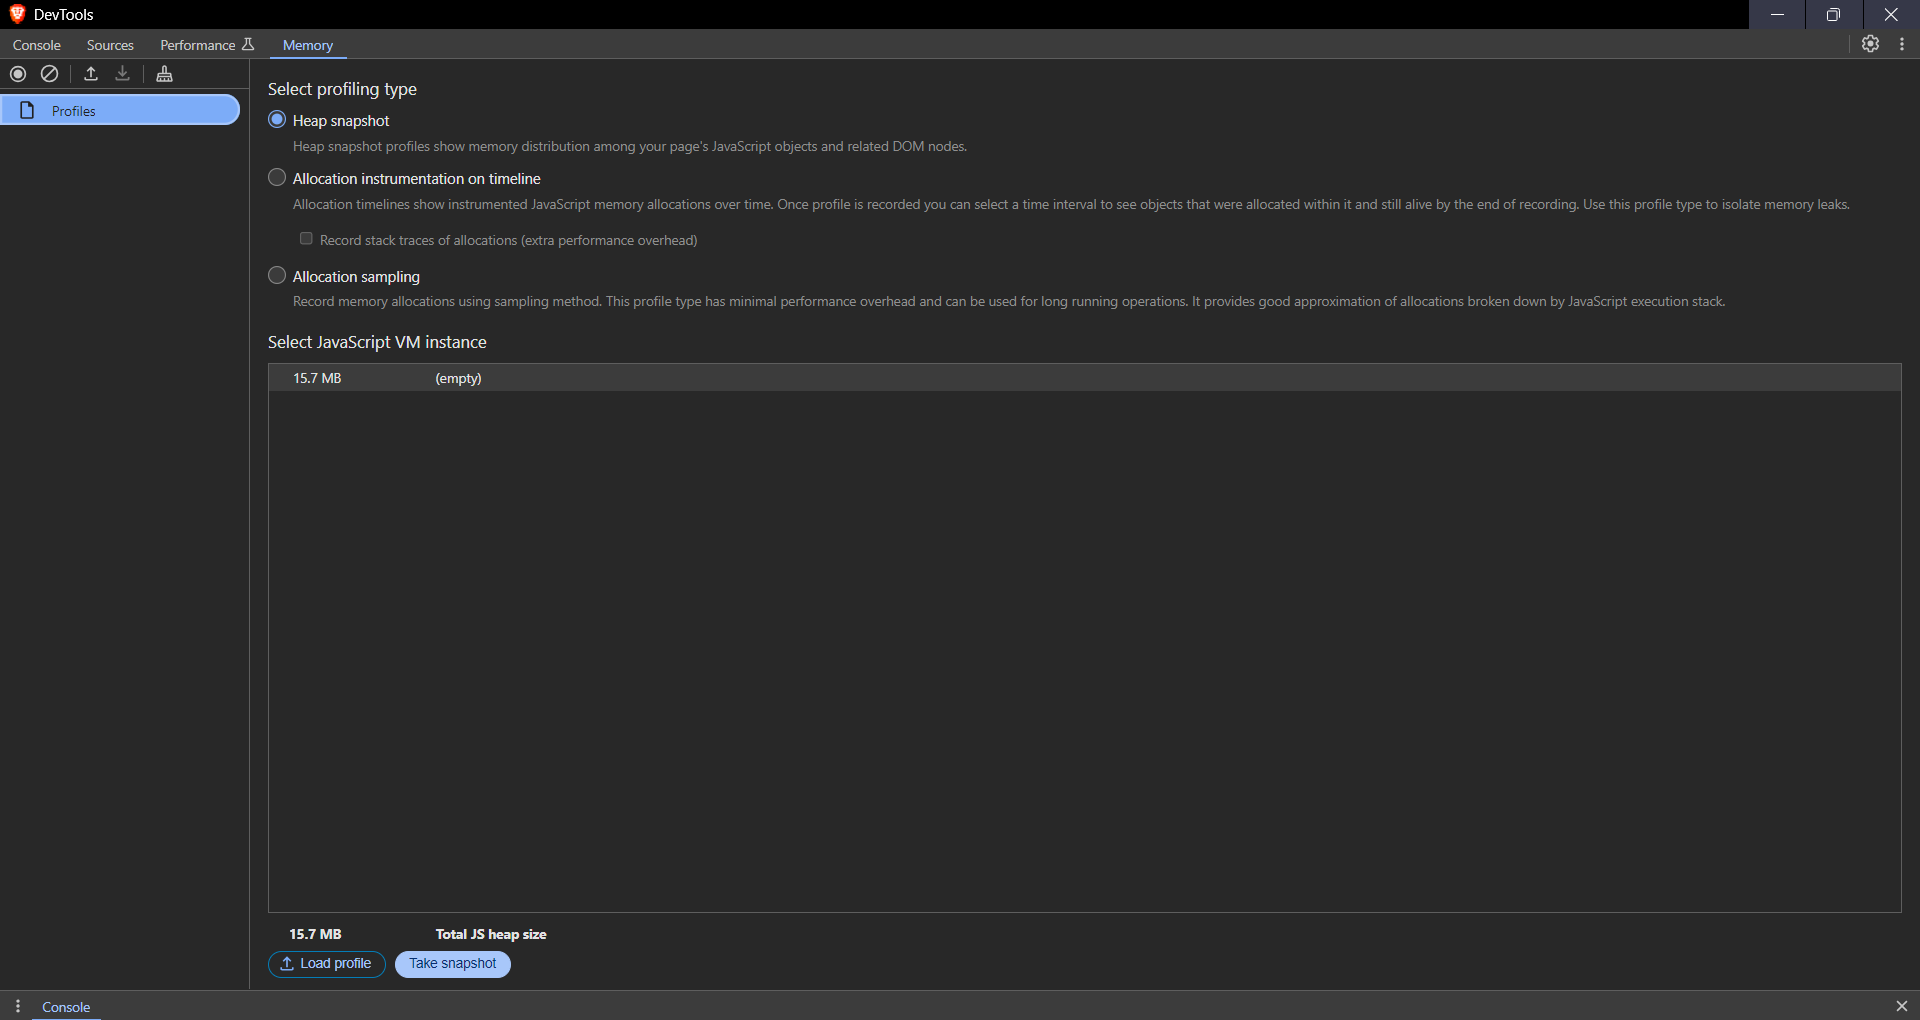 DevTools
Console Sources Performance Memory
Profiles
Select profiling type
Heap snapshot
Heap snapshot profiles show memory distribution among your page's JavaScript objects and related DOM nodes.
Allocation instrumentation on timeline
Allocation timelines show instrumented JavaScript memory allocations over time. Once profile is recorded you can select a time interval to see objects that were allocated within it and still alive by the end of recording. Use this profile type to isolate memory leaks.
Record stack traces of allocations (extra performance overhead)
Allocation sampling
Record memory allocations using sampling method. This profile type has minimal performance overhead and can be used for long running operations. It provides good approximation of allocations broken down by JavaScript execution stack.
Select JavaScript VM instance
15.7 MB (empty)
15.7 MB Total JS heap size
Load profile Take snapshot
Console